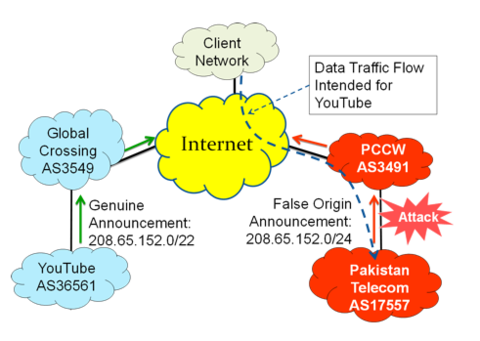 Client
Network
Data Traffic Flow
Intended for
YouTube
Global
Crossing
AS3549
Internet
PCCW
AS3491
Genuine
Announcement:
208.65.152.0/22
False Origin
Announcement:
208.65.152.0/24
Attack
YouTube
AS36561
Pakistan
Telecom
AS17557